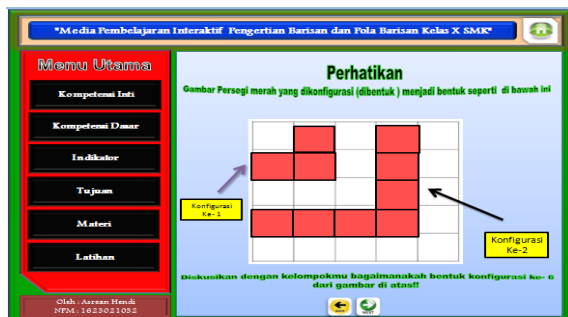 "Media Pembelajaran Interaktif Pengertian Barisan dan Pola Barisan Kelas X SMK"
Menu Utama
Kompetensi Inti
Kompetensi Dasar
Indikator
Tujuan
Materi
Latihan
Oleh : Asrean Hendi
NPM : 1623021032
Perhatikan
Gambar Persegi merah yang dikonfigurasi (dibentuk ) menjadi bentuk seperti di bawah ini
Konfigurasi
Ke- 1
Konfigurasi
Ke-2
Diskusikan dengan kelompokmu bagaimanakah bentuk konfigurasi ke- 6
dari gambar di atas!!